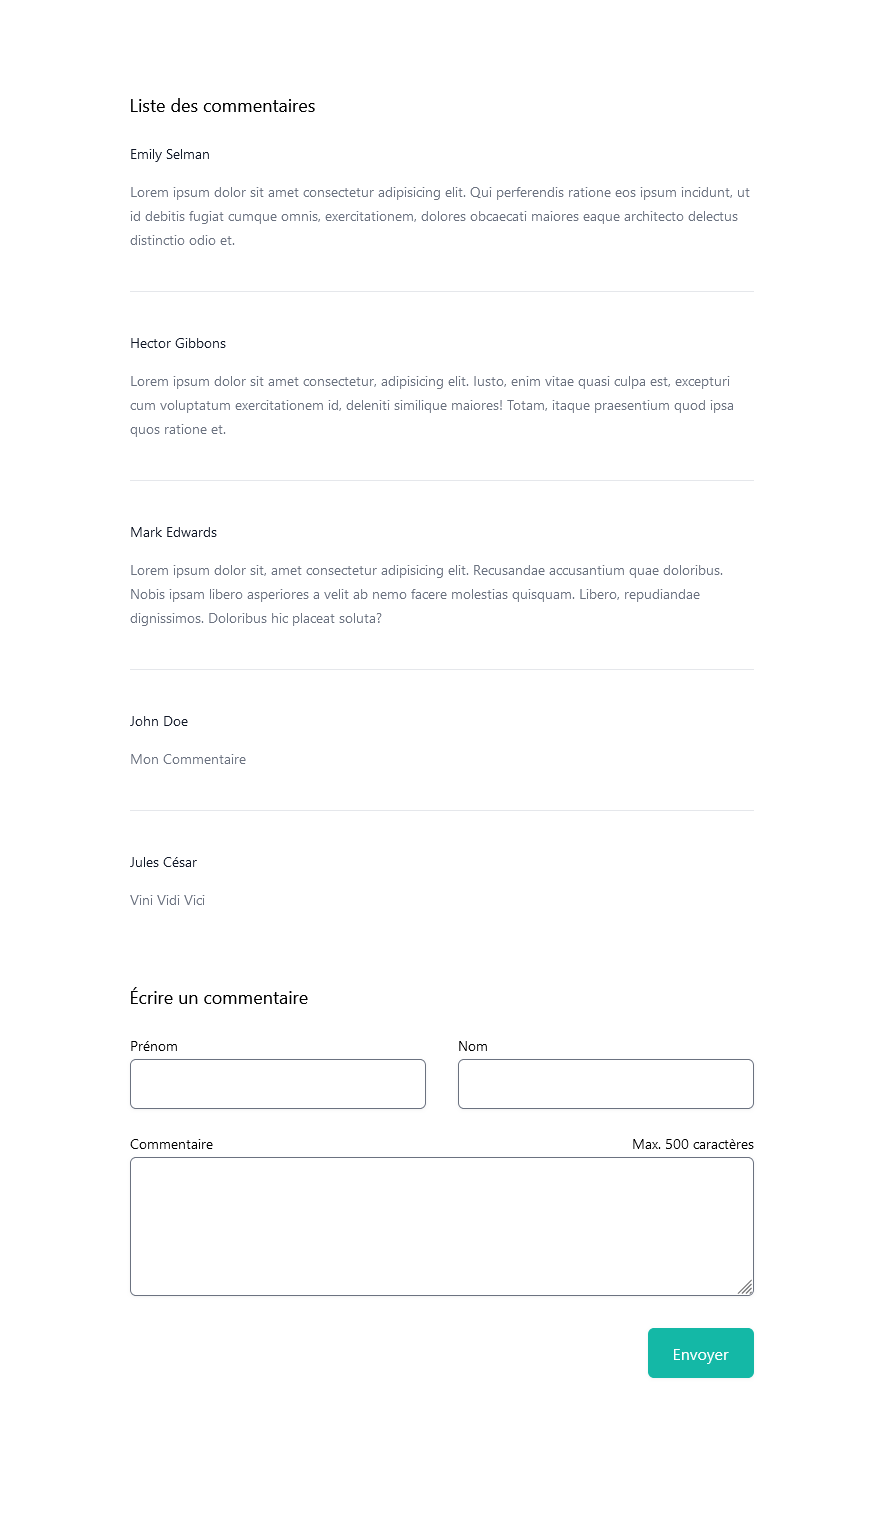 Liste des commentaires
Emily Selman
Lorem ipsum dolor sit amet consectetur adipisicing elit. Qui perferendis ratione eos ipsum incidunt, ut
id debitis fugiat cumque omnis, exercitationem, dolores obcaecati maiores eaque architecto delectus
distinctio odio et.
Hector Gibbons
Lorem ipsum dolor sit amet consectetur, adipisicing elit. Iusto, enim vitae quasi culpa est, excepturi
cum voluptatum exercitationem id, deleniti similique maiores! Totam, itaque praesentium quod ipsa
quos ratione et.
Mark Edwards
Lorem ipsum dolor sit, amet consectetur adipisicing elit. Recusandae accusantium quae doloribus.
Nobis ipsam libero asperiores a velit ab nemo facere molestias quisquam. Libero, repudiandae
dignissimos. Doloribus hic placeat soluta?
John Doe
Mon Commentaire
Jules César
Vini Vidi Vici
Écrire un commentaire
Prénom
Nom
Commentaire
Max. 500 caractères
Envoyer